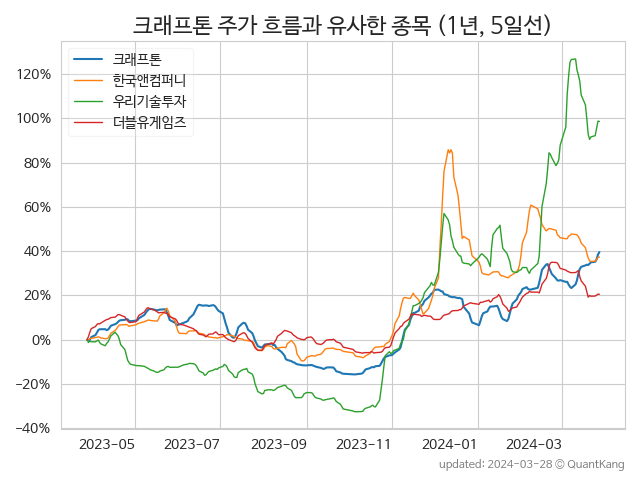 크래프톤 주가 흐름과 유사한 종목 (1년, 5일선)
크래프톤
한국앤컴퍼니
우리기술투자
더블유게임즈
120%
100%
80%
60%
40%
20%
0%
−20%
−40%
2023-05 2023-07 2023-09 2023-11 2024-01 2024-03
updated: 2024-03-28 © QuantKang